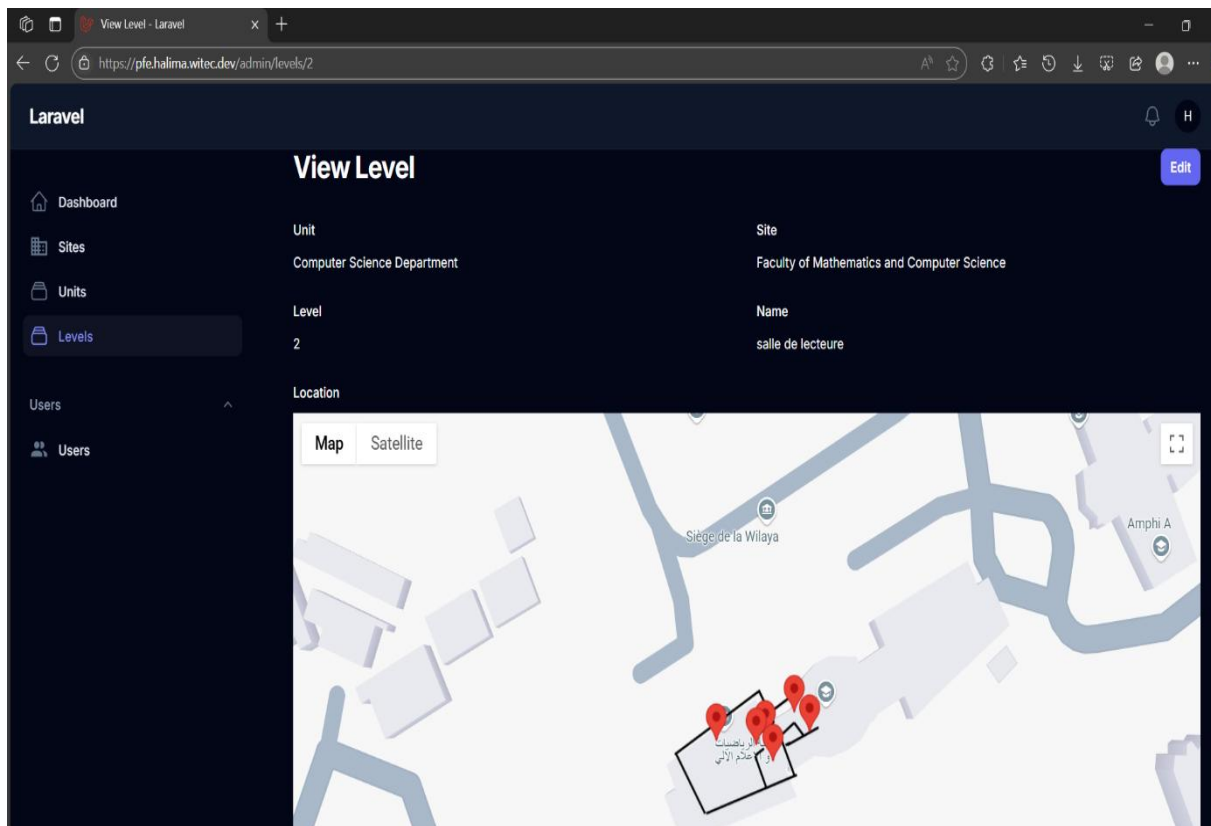 View Level - Laravel
https://pfe.halima.witec.dev/admin/levels/2
Laravel
H
View Level
Edit
Dashboard
Sites
Units
Levels
Users
Users
Unit
Site
Computer Science Department
Faculty of Mathematics and Computer Science
Level
Name
2
salle de lecteure
Location
Map
Satellite
Siège de la Wilaya
Amphi A
الرياضيات
و الاعلام الآلي